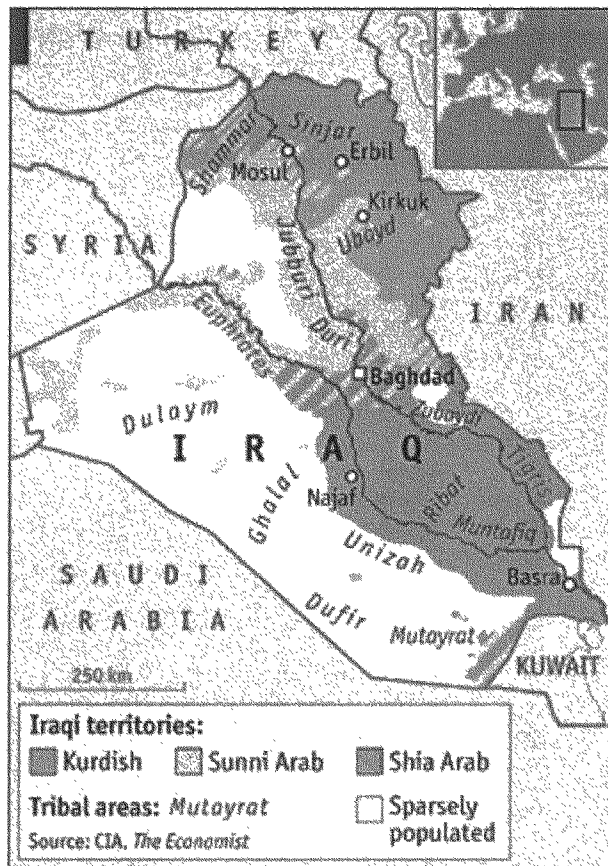 TURKEY
SYRIA
IRAN
SAUDI
ARABIA
KUWAIT
IRAQ
Shammar
Sinjar
Mosul
Erbil
Kirkuk
Ubayd
Jubburi
Duri
Euphrates
Baghdad
Zubaydi
Dulaym
Tigris
Najaf
Ghalal
Ribal
Muntafiq
Unizah
Basra
Dufir
Mutayrat
250 km
Iraqi territories:
Kurdish
Sunni Arab
Shia Arab
Tribal areas: Mutayrat
Sparsely
populated
Source: CIA, The Economist